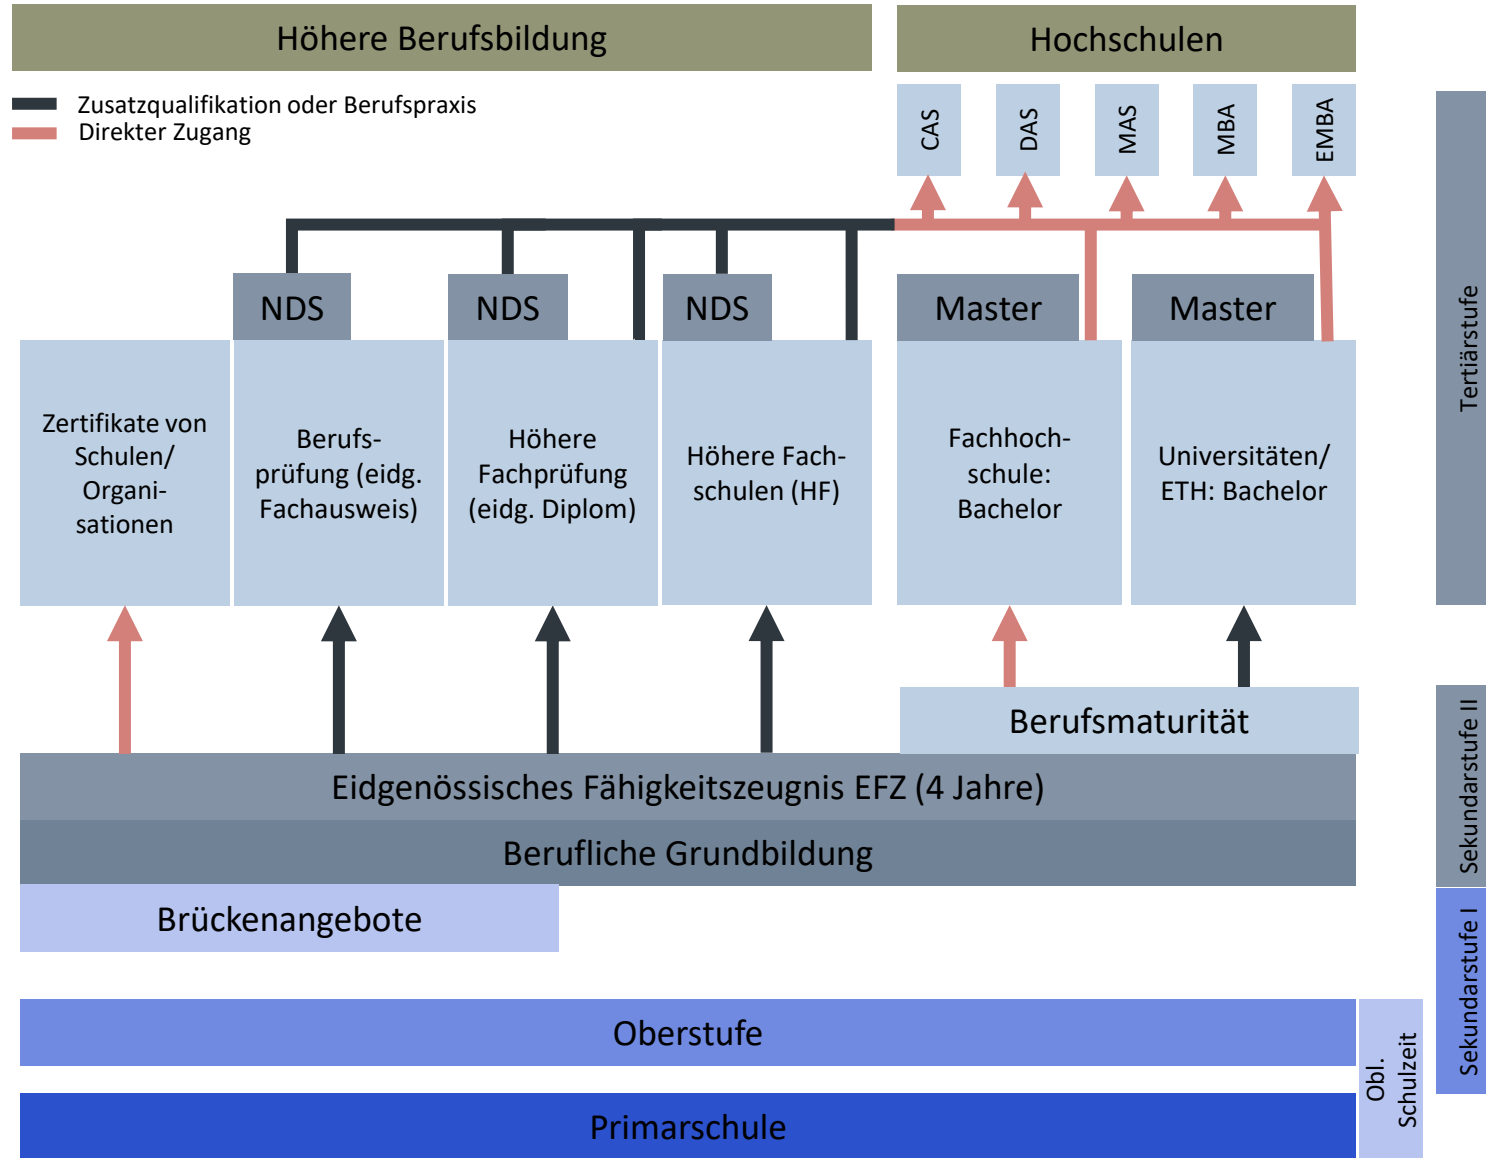 Höhere Berufsbildung
Hochschulen
Zusatzqualifikation oder Berufspraxis
Direkter Zugang
CAS
DAS
MAS
MBA
EMBA
NDS
NDS
NDS
Master
Master
Zertifikate von
Schulen/
Organi-
sationen
Berufs-
prüfung (eidg.
Fachausweis)
Höhere
Fachprüfung
(eidg. Diplom)
Höhere Fach-
schulen (HF)
Fachhoch-
schule:
Bachelor
Universitäten/
ETH: Bachelor
Tertiärstufe
Berufsmaturität
Eidgenössisches Fähigkeitszeugnis EFZ (4 Jahre)
Berufliche Grundbildung
Sekundarstufe II
Brückenangebote
Sekundarstufe I
Oberstufe
Obl.
Schulzeit
Primarschule